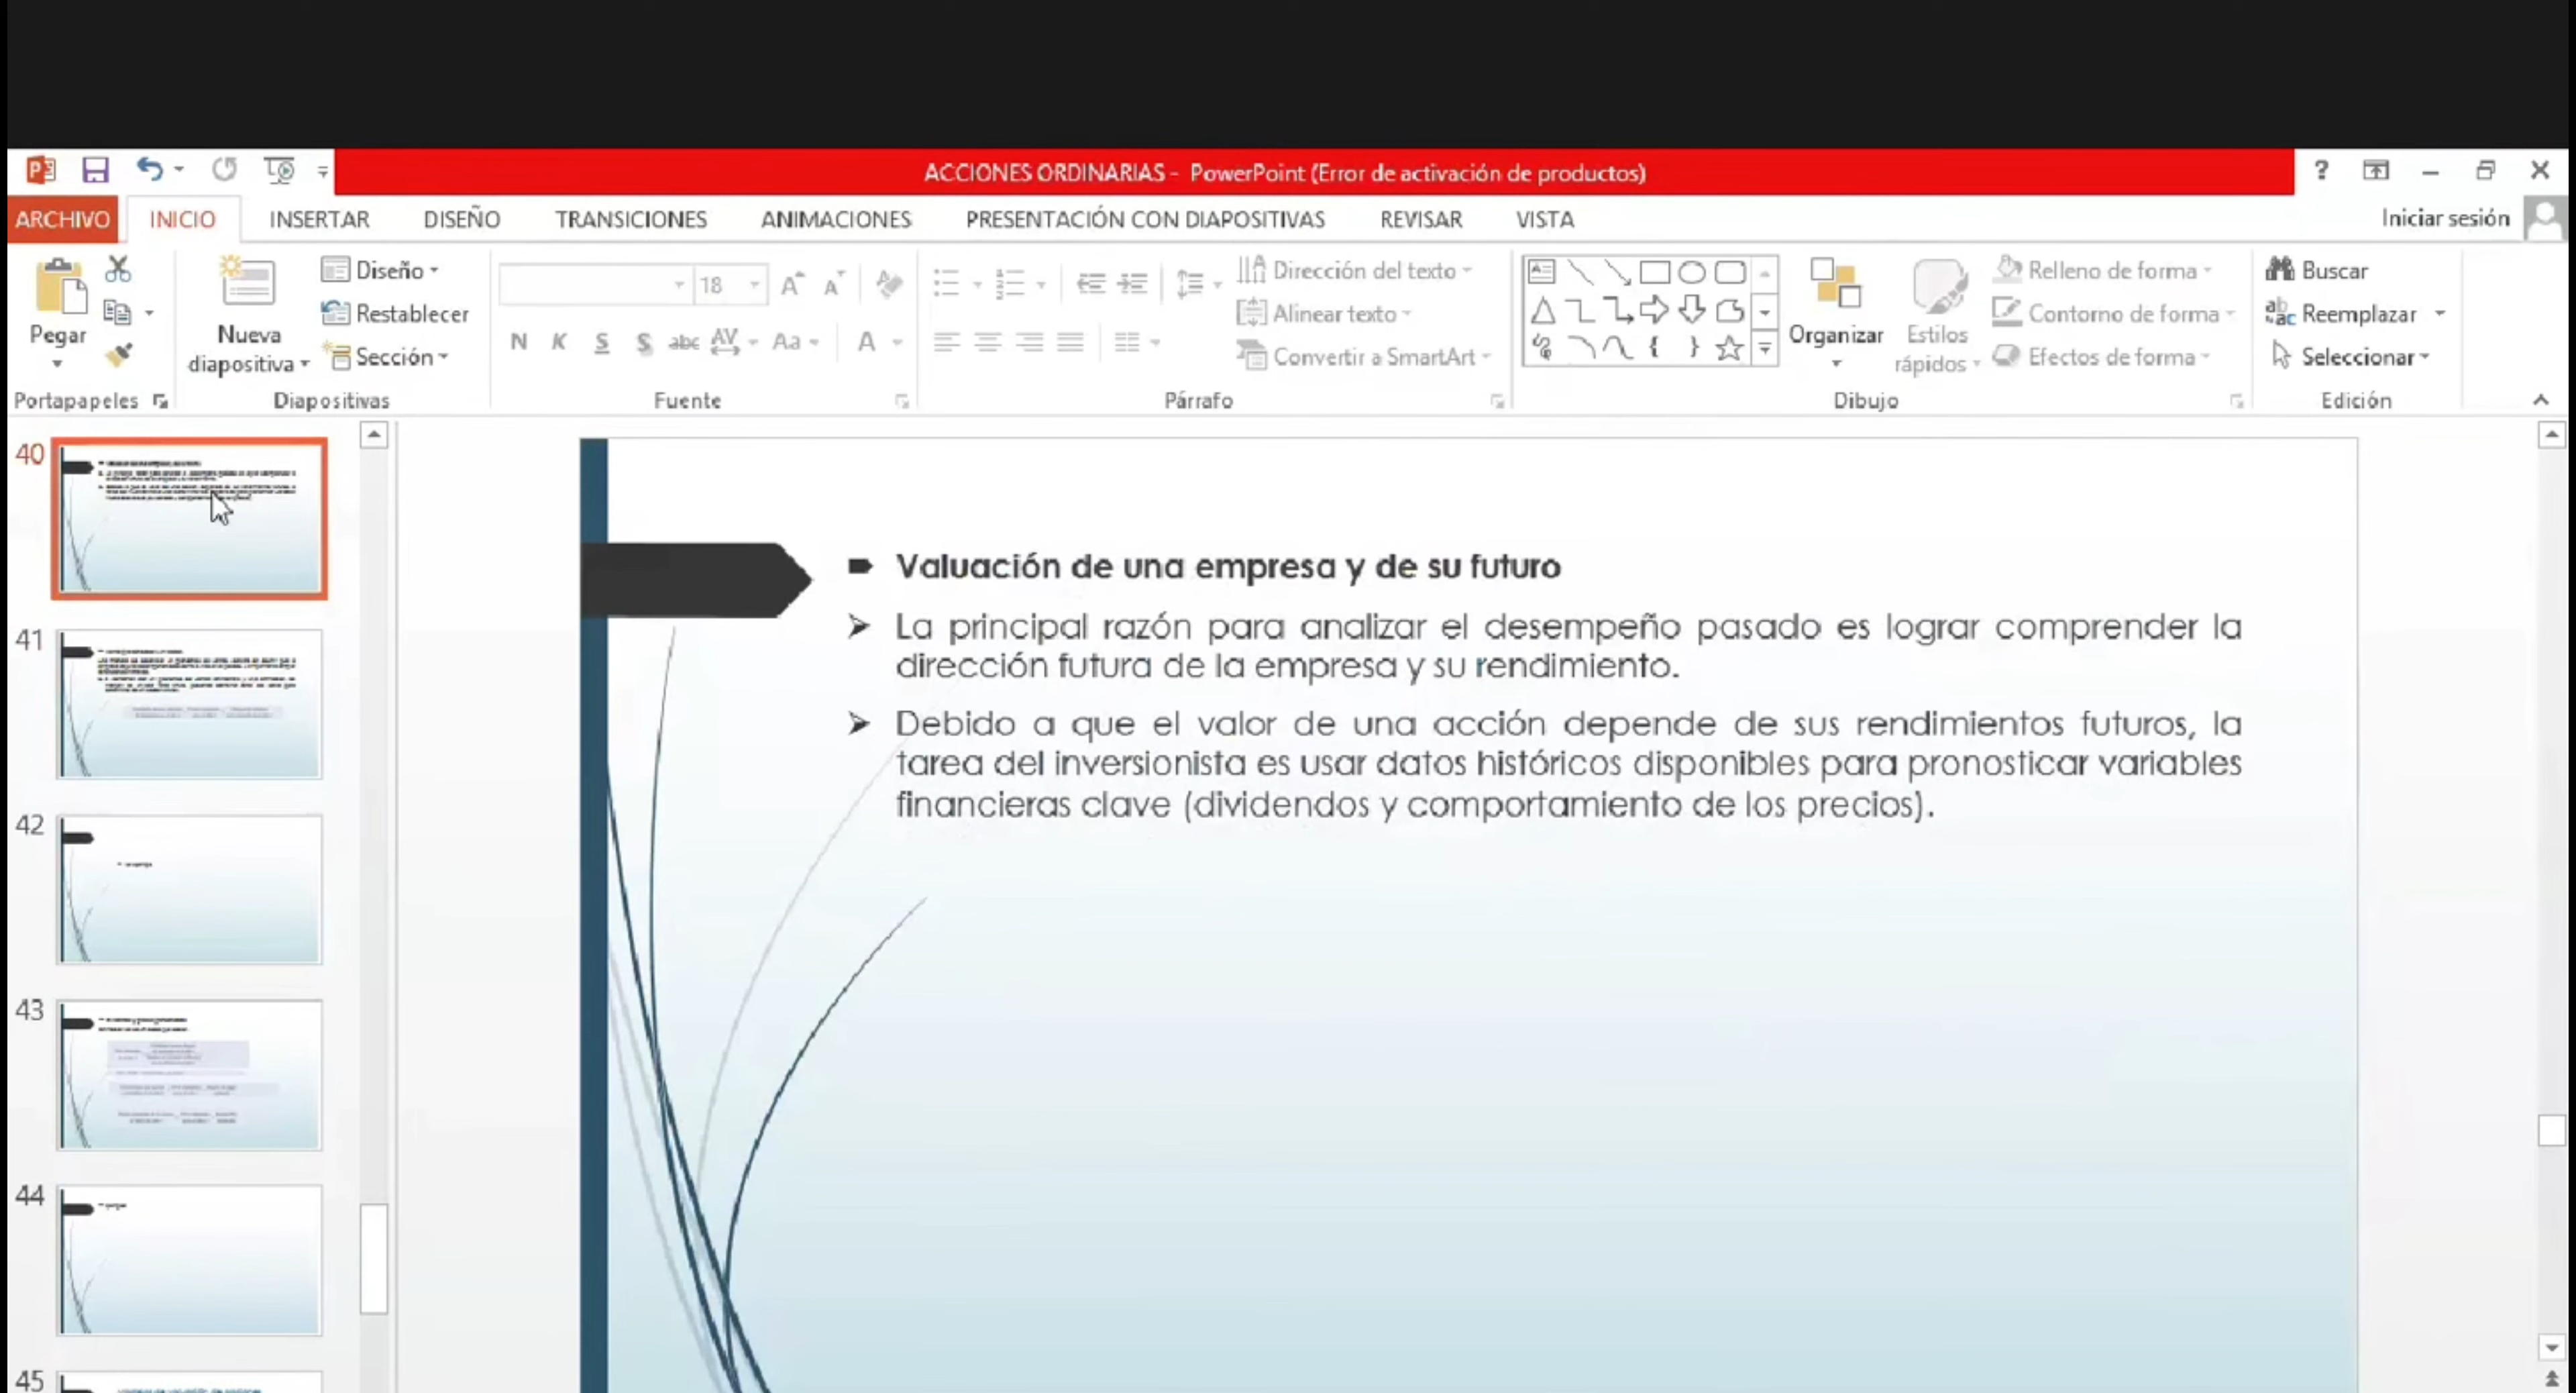 ACCIONES ORDINARIAS - PowerPoint (Error de activación de productos)
?
ARCHIVO INICIO INSERTAR DISEÑO TRANSICIONES ANIMACIONES PRESENTACIÓN CON DIAPOSITIVAS REVISAR VISTA Iniciar sesión
Pegar
Portapapeles
Nueva
diapositiva
Diseño
Restablecer
Sección
Diapositivas
18
N K S S abc AV Aa A
Fuente
Dirección del texto
Alinear texto
Convertir a SmartArt
Párrafo
Organizar
Estilos
rápidos
Relleno de forma
Contorno de forma
Efectos de forma
Dibujo
Buscar
Reemplazar
Seleccionar
Edición
40
41
42
43
44
45
Valuación de una empresa y de su futuro
La principal razón para analizar el desempeño pasado es lograr comprender la
dirección futura de la empresa y su rendimiento.
Debido a que el valor de una acción depende de sus rendimientos futuros, la
tarea del inversionista es usar datos históricos disponibles para pronosticar variables
financieras clave (dividendos y comportamiento de los precios).